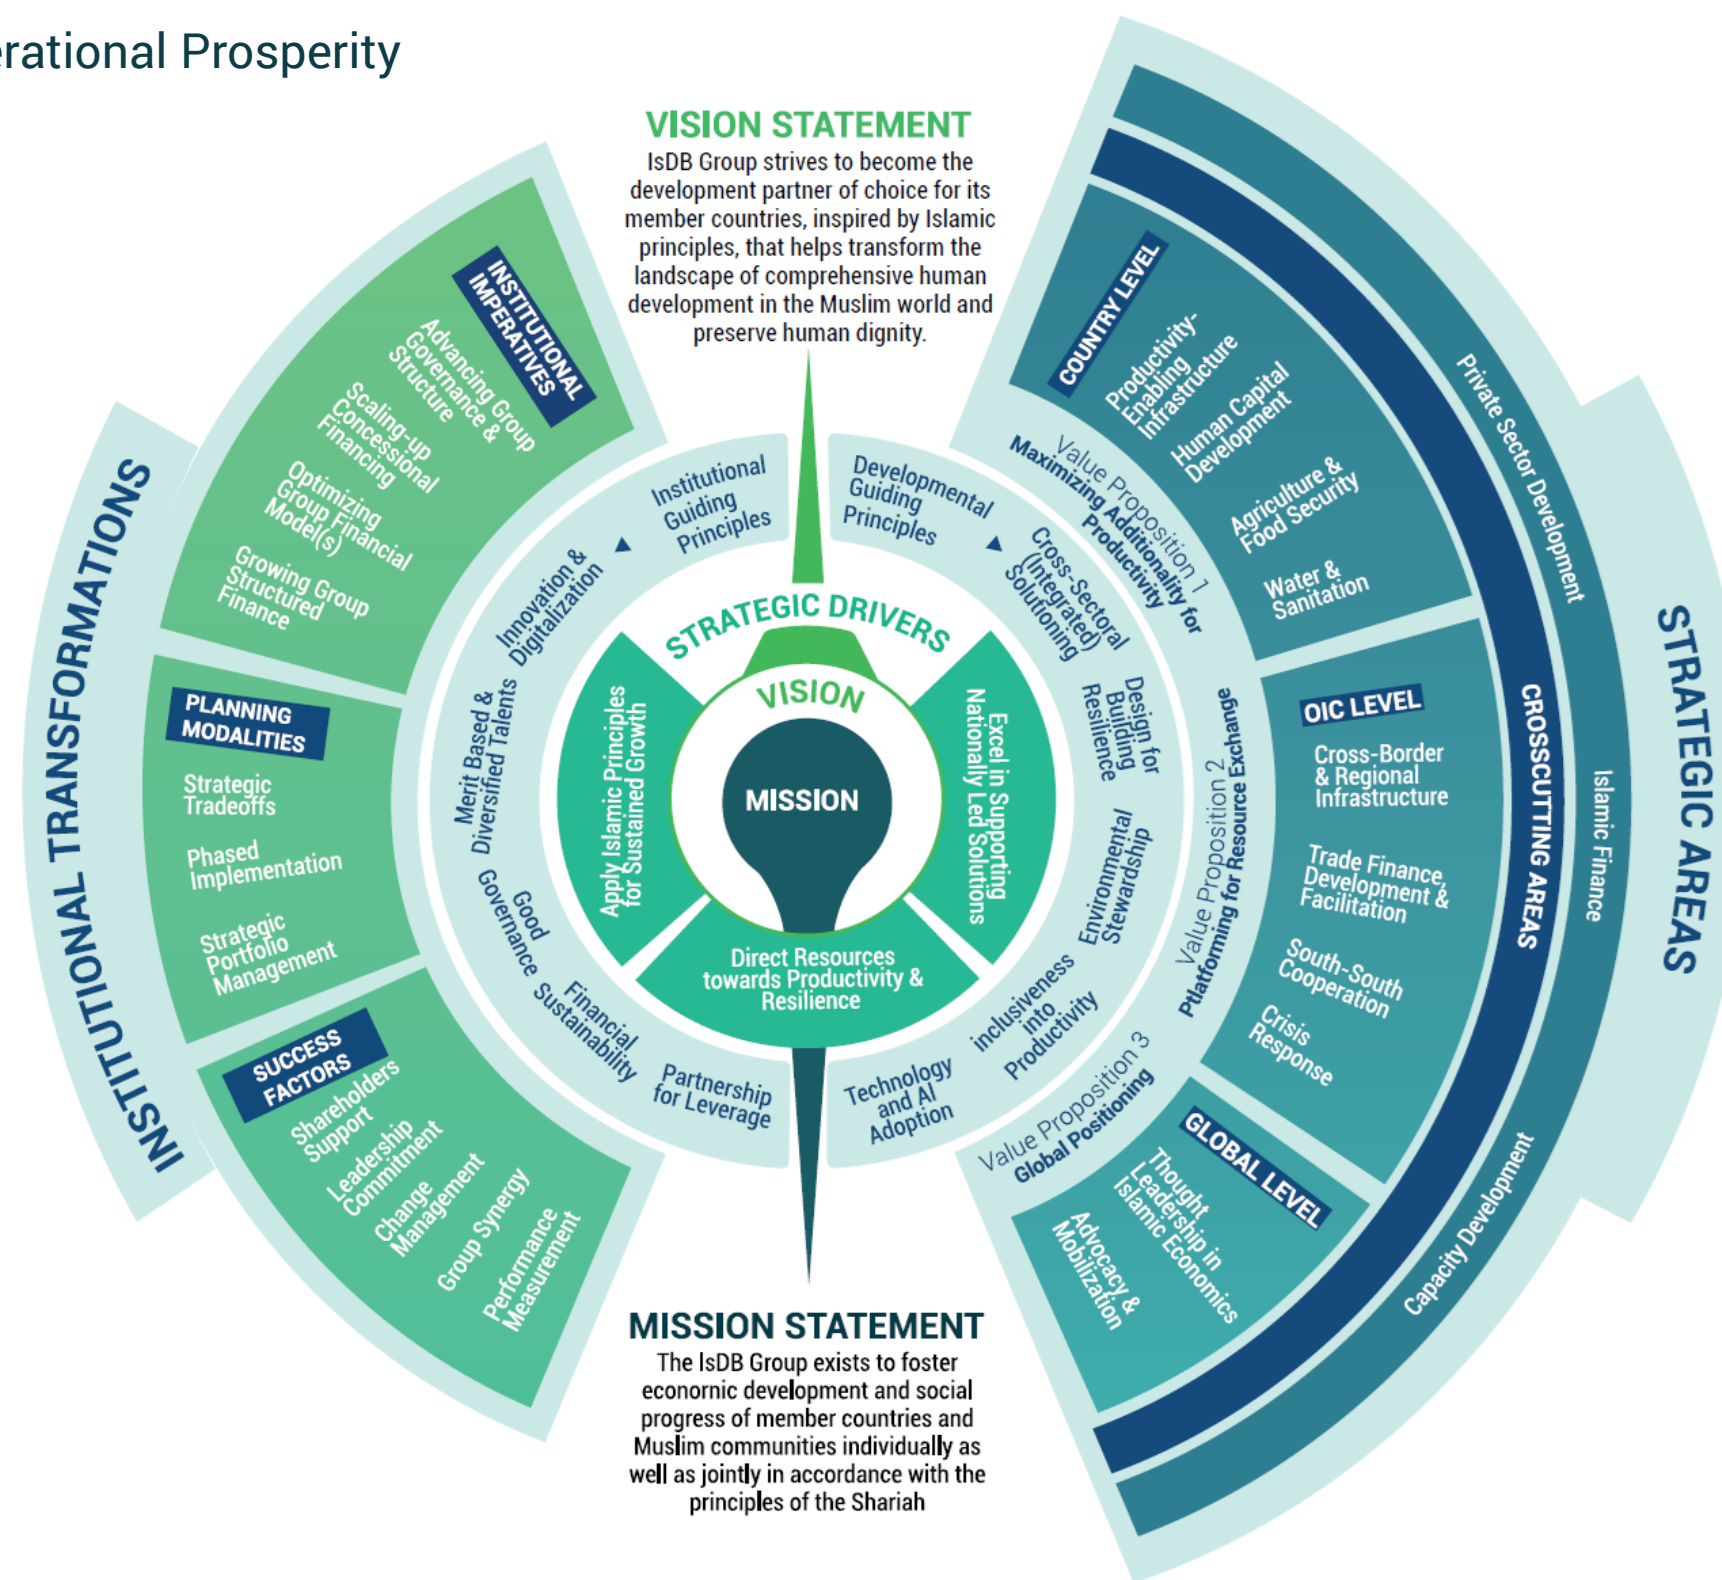 erational Prosperity
VISION STATEMENT
IsDB Group strives to become the
development partner of choice for its
member countries, inspired by Islamic
principles, that helps transform the
landscape of comprehensive human
development in the Muslim world and
preserve human dignity.
INSTITUTIONAL TRANSFORMATIONS
INSTITUTIONAL
IMPERATIVES
Advancing Group
Governance &
Structure
Scaling-up
Concessional
Financing
Optimizing
Group Financial
Model(s)
Growing Group
Structured
Finance
PLANNING
MODALITIES
Strategic
Tradeoffs
Phased
Implementation
Strategic
Portfolio
Management
SUCCESS
FACTORS
Shareholders
Support
Leadership
Commitment
Change
Management
Group Synergy
Performance
Measurement
Institutional
Guiding
Principles
Innovation &
Digitalization
Merit Based &
Diversified Talents
Good
Governance
Financial
Sustainability
Partnership
for Leverage
STRATEGIC DRIVERS
VISION
MISSION
Apply Islamic Principles
for Sustained Growth
Excel in Supporting
Nationally Led Solutions
Direct Resources
towards Productivity &
Resilience
Developmental
Guiding
Principles
Cross-Sectoral
(Integrated)
Solutioning
Design for
Building
Resilience
Environmental
Stewardship
inclusiveness
into
Productivity
Technology
and AI
Adoption
Value Proposition 1
Maximizing Additionality for
Productivity
Value Proposition 2
Ptlatforming for Resource Exchange
Value Proposition 3
Global Positioning
COUNTRY LEVEL
Productivity-
Enabling
Infrastructure
Human Capital
Development
Agriculture &
Food Security
Water &
Sanitation
OIC LEVEL
Cross-Border
& Regional
Infrastructure
Trade Finance,
Development &
Facilitation
South-South
Cooperation
Crisis
Response
GLOBAL LEVEL
Thought
Leadership in
Islamic Economics
Advocacy &
Mobilization
CROSSCUTTING AREAS
Private Sector Development
Islamic Finance
Capacity Development
STRATEGIC AREAS
MISSION STATEMENT
The IsDB Group exists to foster
econornic development and social
progress of member countries and
Muslim communities individually as
well as jointly in accordance with the
principles of the Shariah